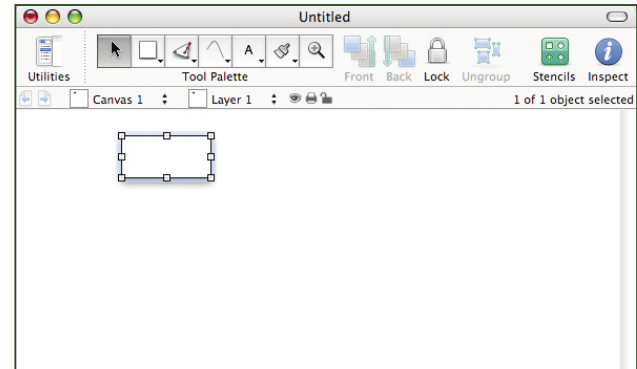 Untitled
A
Utilities Tool Palette Front Back Lock Ungroup Stencils Inspect
Canvas 1 Layer 1 1 of 1 object selected